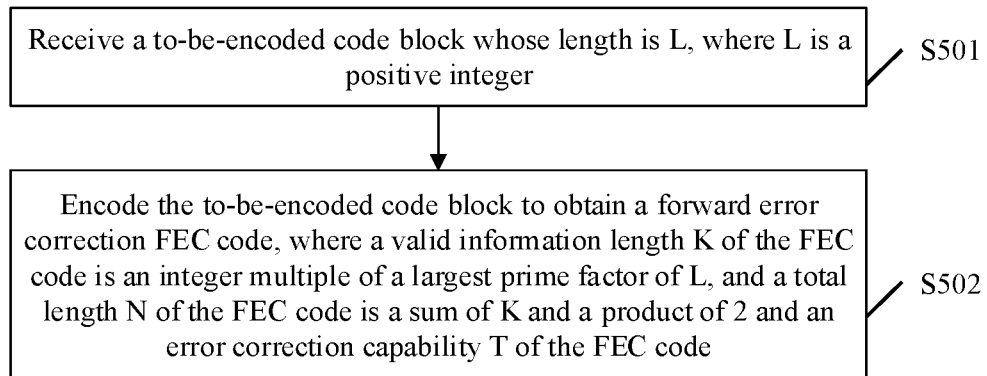 Receive a to-be-encoded code block whose length is L, where L is a
positive integer
S501
Encode the to-be-encoded code block to obtain a forward error
correction FEC code, where a valid information length K of the FEC
code is an integer multiple of a largest prime factor of L, and a total
length N of the FEC code is a sum of K and a product of 2 and an
error correction capability T of the FEC code
S502